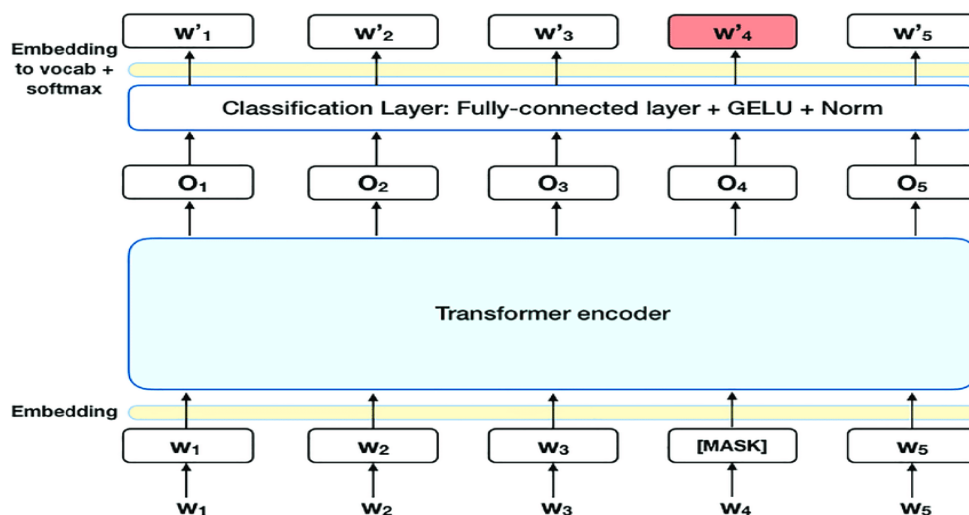 w'₁ w'₂ w'₃ w'₄ w'₅
Embedding
to vocab +
softmax
Classification Layer: Fully-connected layer + GELU + Norm
O₁ O₂ O₃ O₄ O₅
Transformer encoder
Embedding
w₁ w₂ w₃ [MASK] w₅
w₁ w₂ w₃ w₄ w₅